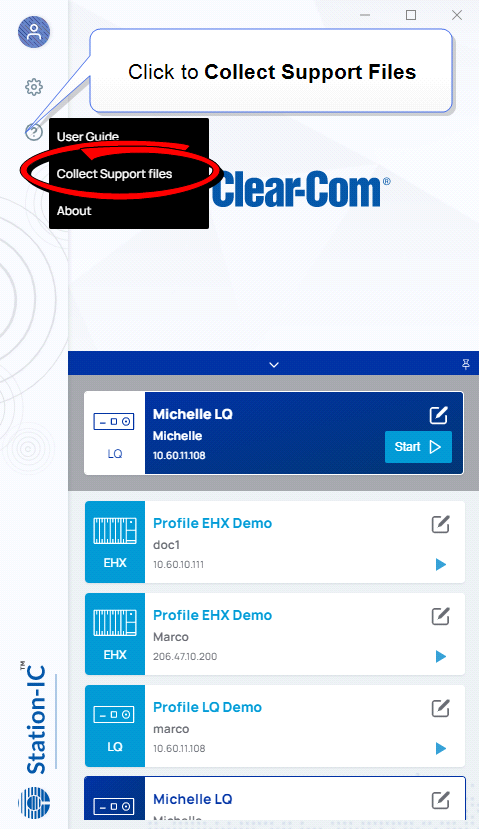 Click to Collect Support Files
User Guide
Collect Support files
About
Clear-Com®
Michelle LQ
Michelle
10.60.11.108
LQ
Start
Profile EHX Demo
doc1
10.60.10.111
EHX
Profile EHX Demo
Marco
206.47.10.200
EHX
Profile LQ Demo
marco
10.60.11.108
LQ
Michelle LQ
Michelle
Station-IC™